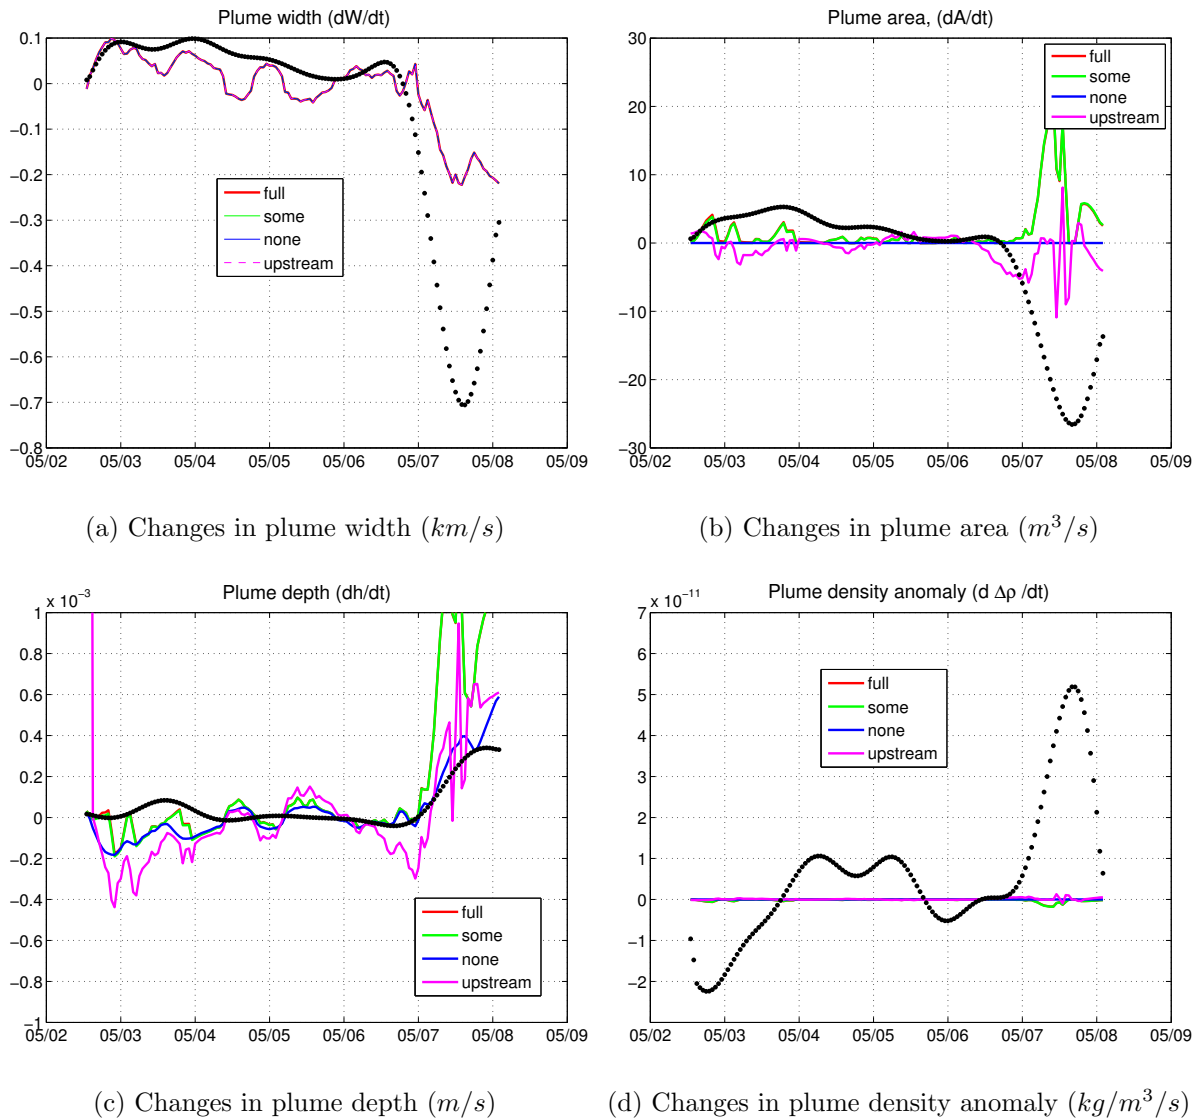 Plume width (dW/dt)
0.1
0
−0.1
−0.2
−0.3
−0.4
−0.5
−0.6
−0.7
−0.8
full
some
none
upstream
05/02 05/03 05/04 05/05 05/06 05/07 05/08 05/09
(a) Changes in plume width (km/s)
Plume area, (dA/dt)
30
20
10
0
−10
−20
−30
full
some
none
upstream
05/02 05/03 05/04 05/05 05/06 05/07 05/08 05/09
(b) Changes in plume area (m³/s)
Plume depth (dh/dt)
x 10⁻³
1
0.8
0.6
0.4
0.2
0
−0.2
−0.4
−0.6
−0.8
−1
full
some
none
upstream
05/02 05/03 05/04 05/05 05/06 05/07 05/08 05/09
(c) Changes in plume depth (m/s)
Plume density anomaly (d Δρ /dt)
x 10⁻¹¹
7
6
5
4
3
2
1
0
−1
−2
−3
full
some
none
upstream
05/02 05/03 05/04 05/05 05/06 05/07 05/08 05/09
(d) Changes in plume density anomaly (kg/m³/s)